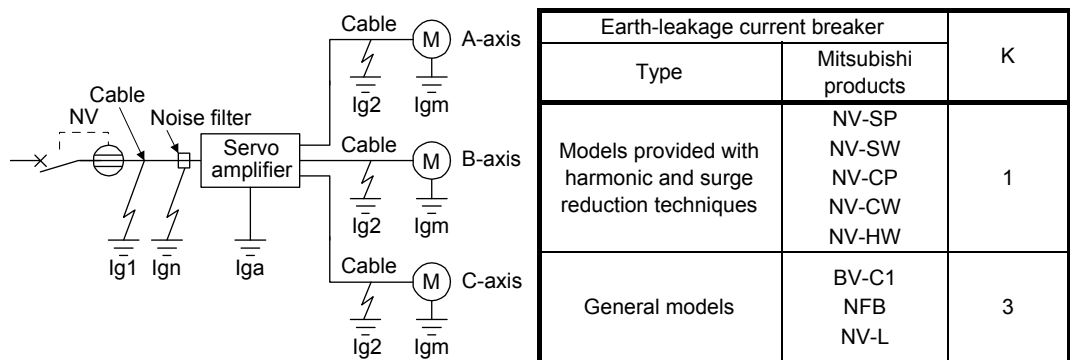 Cable
M
A-axis
Ig2
Igm
Cable
NV
Noise filter
Servo
amplifier
Cable
M
B-axis
Ig2
Igm
Ig1
Ign
Iga
Cable
M
C-axis
Ig2
Igm
Earth-leakage current breaker
K
Type
Mitsubishi
products
Models provided with
harmonic and surge
reduction techniques
NV-SP
NV-SW
NV-CP
NV-CW
NV-HW
1
General models
BV-C1
NFB
NV-L
3